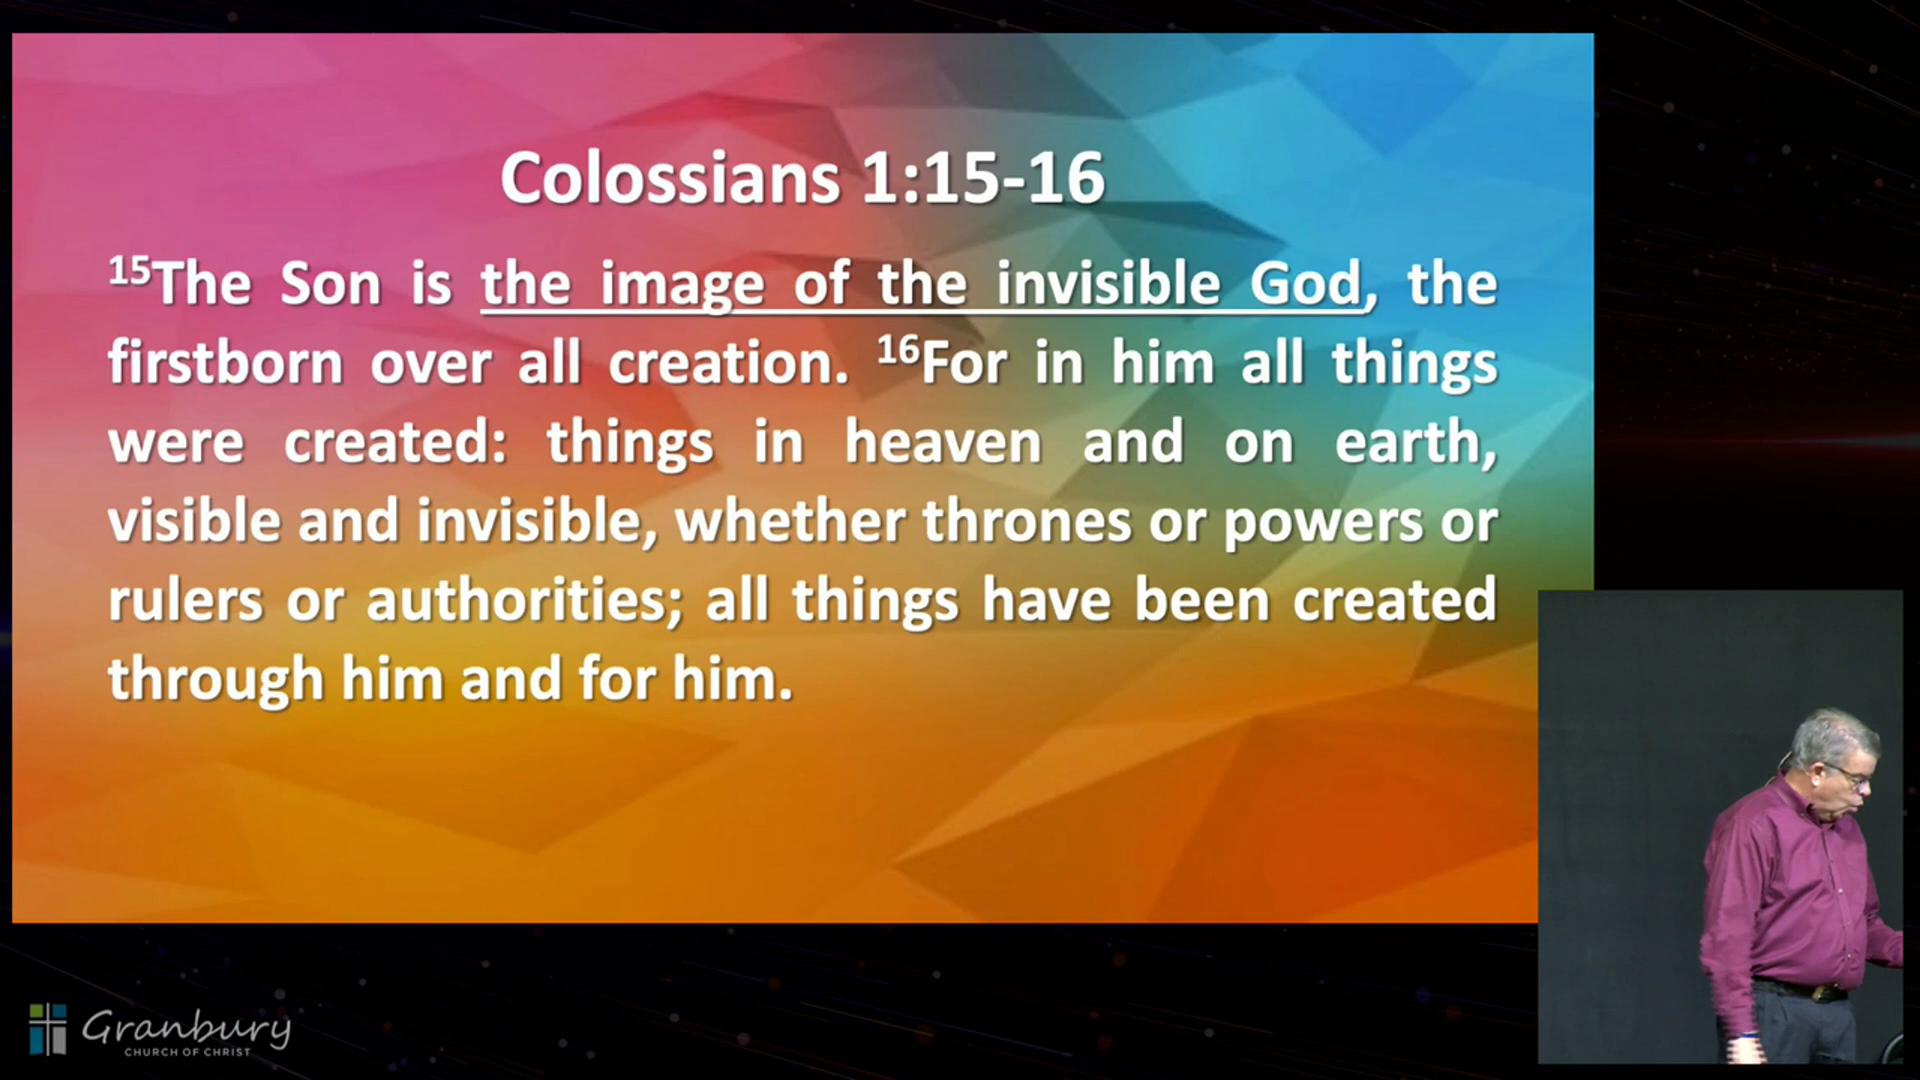 Colossians 1:15-16
15The Son is the image of the invisible God, the
firstborn over all creation. 16For in him all things
were created: things in heaven and on earth,
visible and invisible, whether thrones or powers or
rulers or authorities; all things have been created
through him and for him.
Granbury
CHURCH OF CHRIST